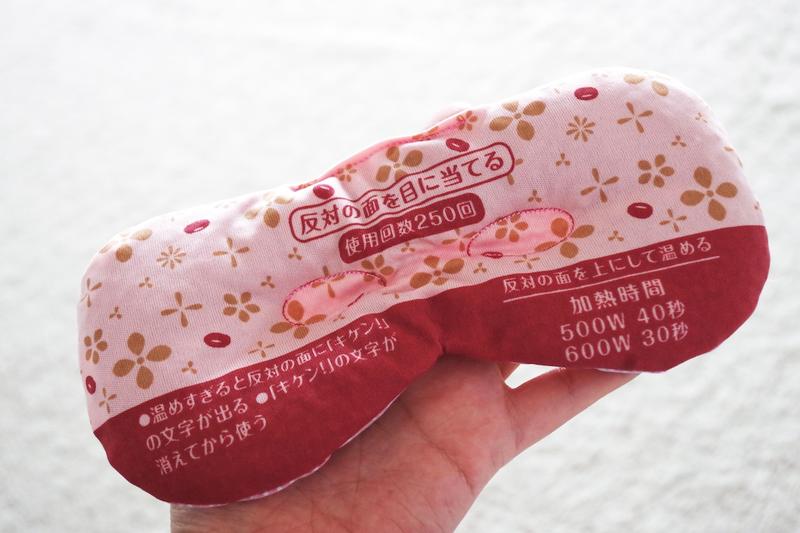 反対の面を目に当てる
使用回数250回
反対の面を上にして温める
加熱時間
500W 40秒
600W 30秒
●温めすぎると反対の面に「キケン!」
の文字が出る ●「キケン!」の文字が
消えてから使う